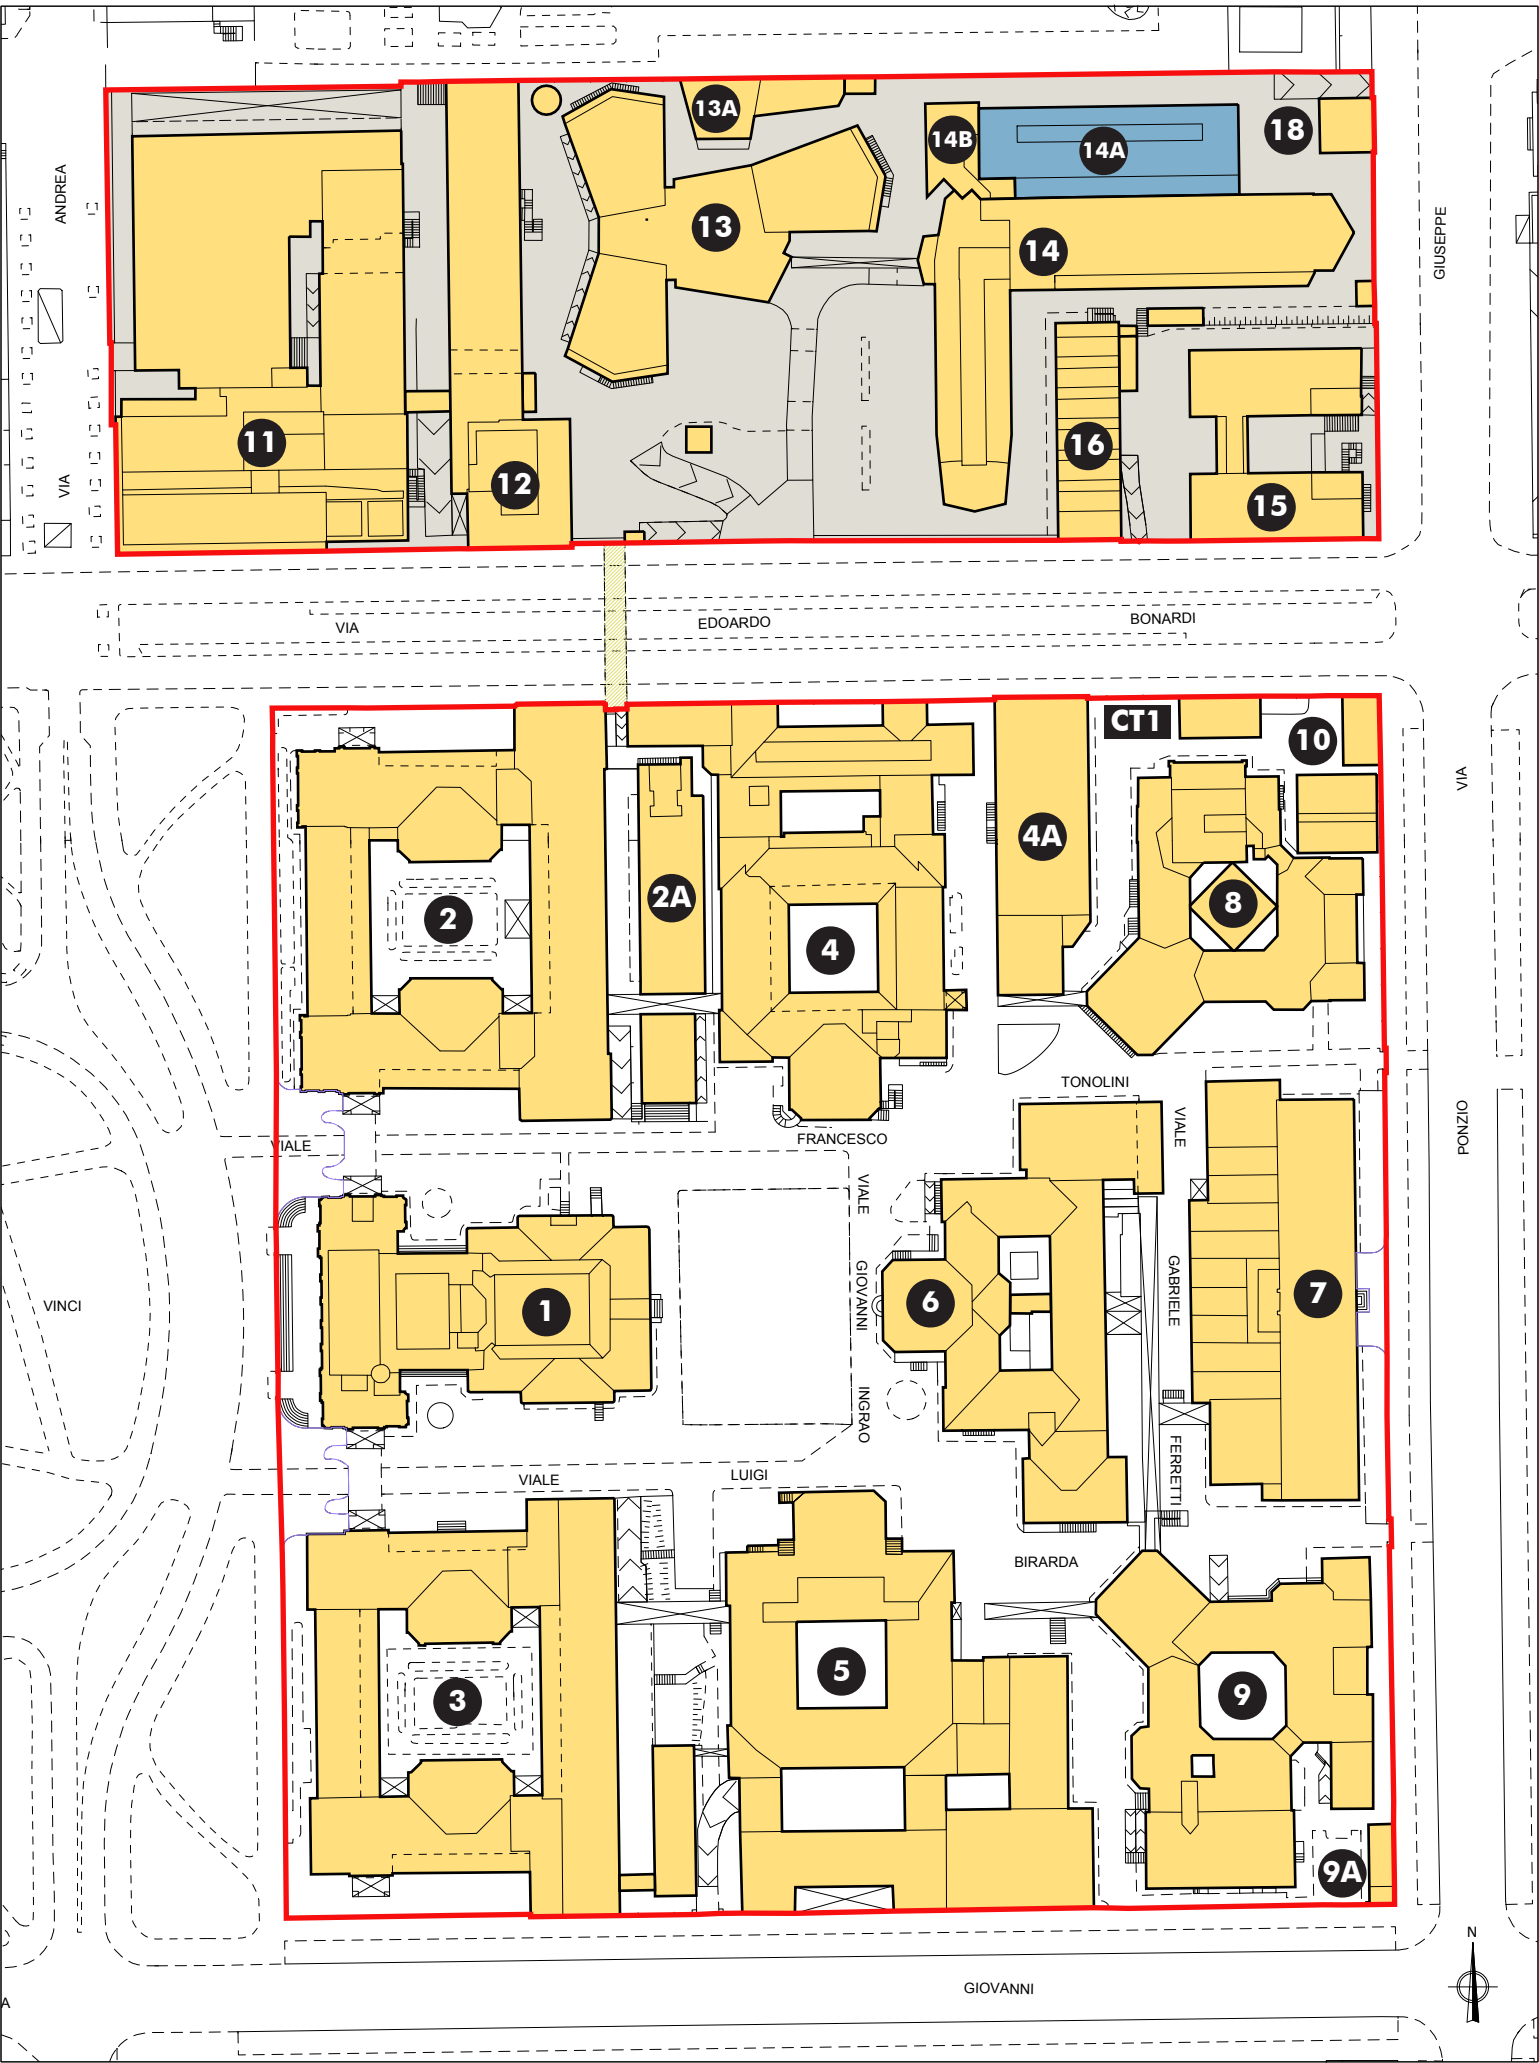 13A
14B
14A
18
ANDREA
13
14
GIUSEPPE
11
12
16
15
VIA
VIA
EDOARDO
BONARDI
CT1
10
VIA
4A
2A
2
8
4
TONOLINI
VIALE
PONZIO
FRANCESCO
VIALE
VIALE
GIOVANNI
GABRIELE
7
VINCI
1
6
INGRAO
FERRETTI
VIALE
LUIGI
BIRARDA
5
3
9
9A
N
GIOVANNI
A